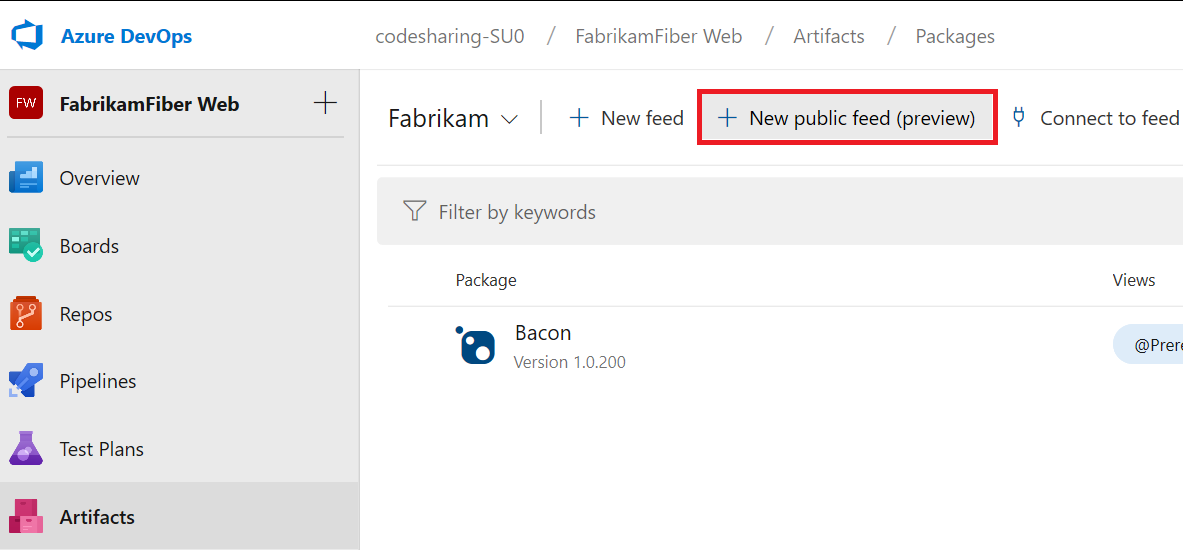 Azure DevOps
codesharing-SU0 / FabrikamFiber Web / Artifacts / Packages
FW FabrikamFiber Web
Fabrikam New feed New public feed (preview) Connect to feed
Overview
Filter by keywords
Boards
Package Views
Repos
Bacon
Version 1.0.200
@Prere
Pipelines
Test Plans
Artifacts